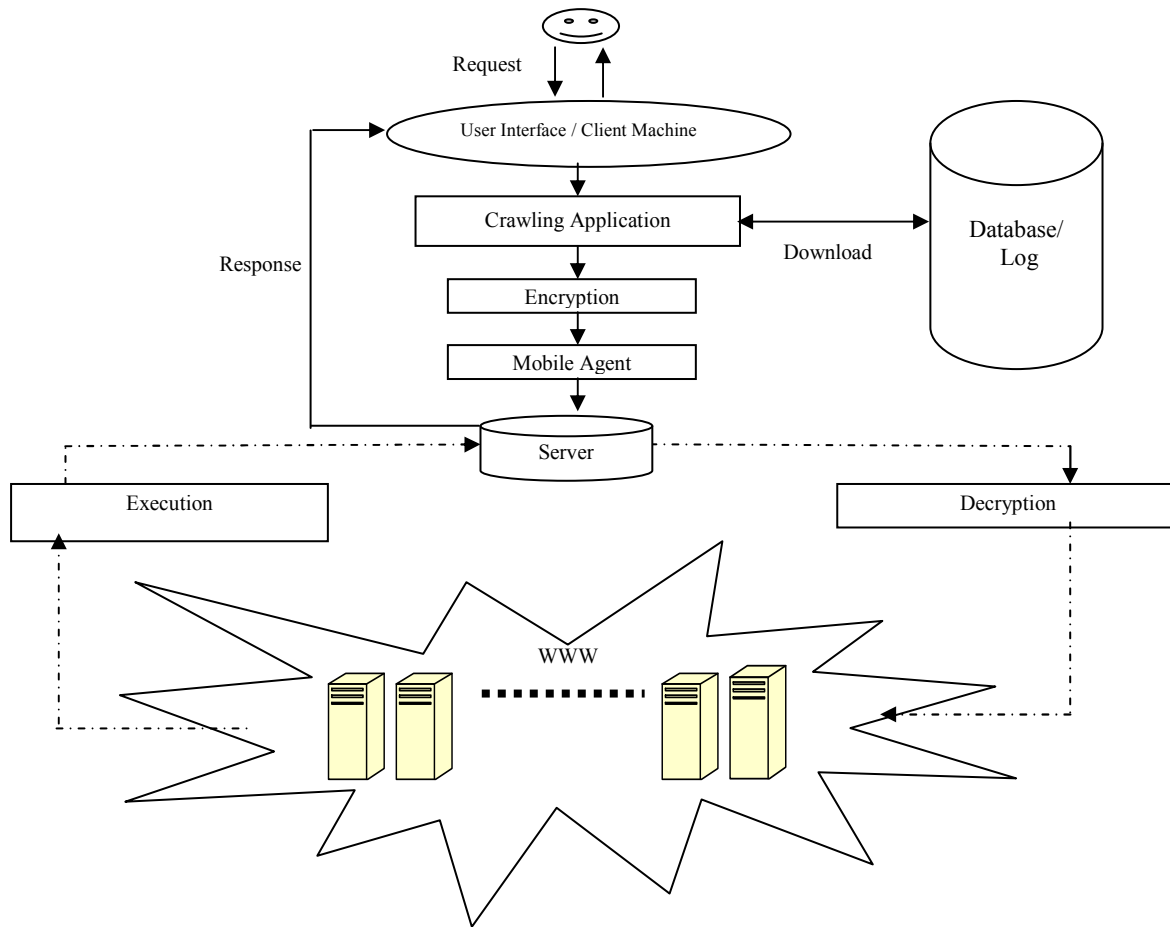 Request
User Interface / Client Machine
Crawling Application
Database/
Log
Download
Response
Encryption
Mobile Agent
Server
Execution
Decryption
WWW